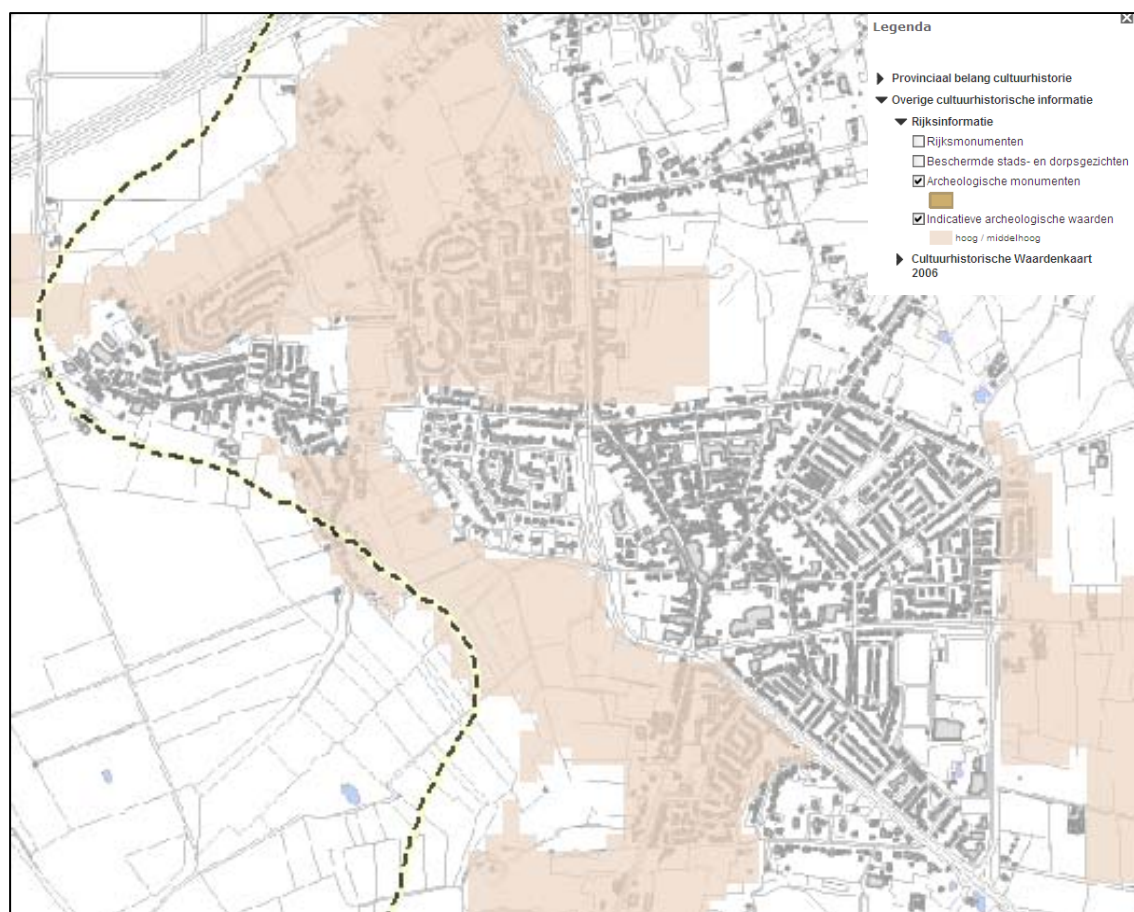 Legenda
Provinciaal belang cultuurhistorie
Overige cultuurhistorische informatie
Rijksinformatie
Rijksmonumenten
Beschermde stads- en dorpsgezichten
Archeologische monumenten
Indicatieve archeologische waarden
hoog / middelhoog
Cultuurhistorische Waardenkaart
2006